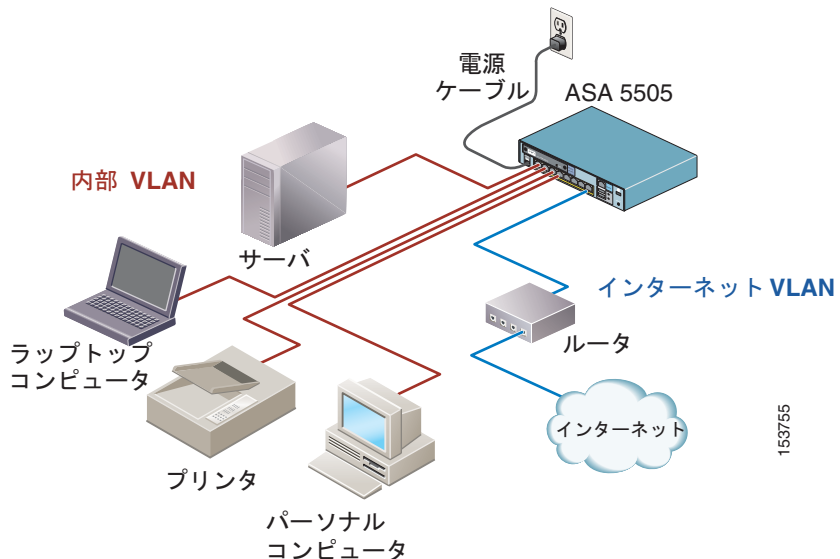 電源
ケーブル
ASA 5505
内部 VLAN
サーバ
インターネット VLAN
ラップトップ
コンピュータ
ルータ
インターネット
プリンタ
パーソナル
コンピュータ
153755